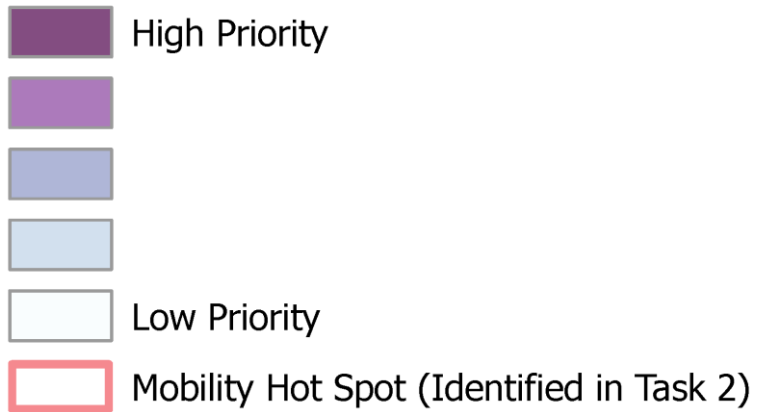 High Priority
Low Priority
Mobility Hot Spot (Identified in Task 2)